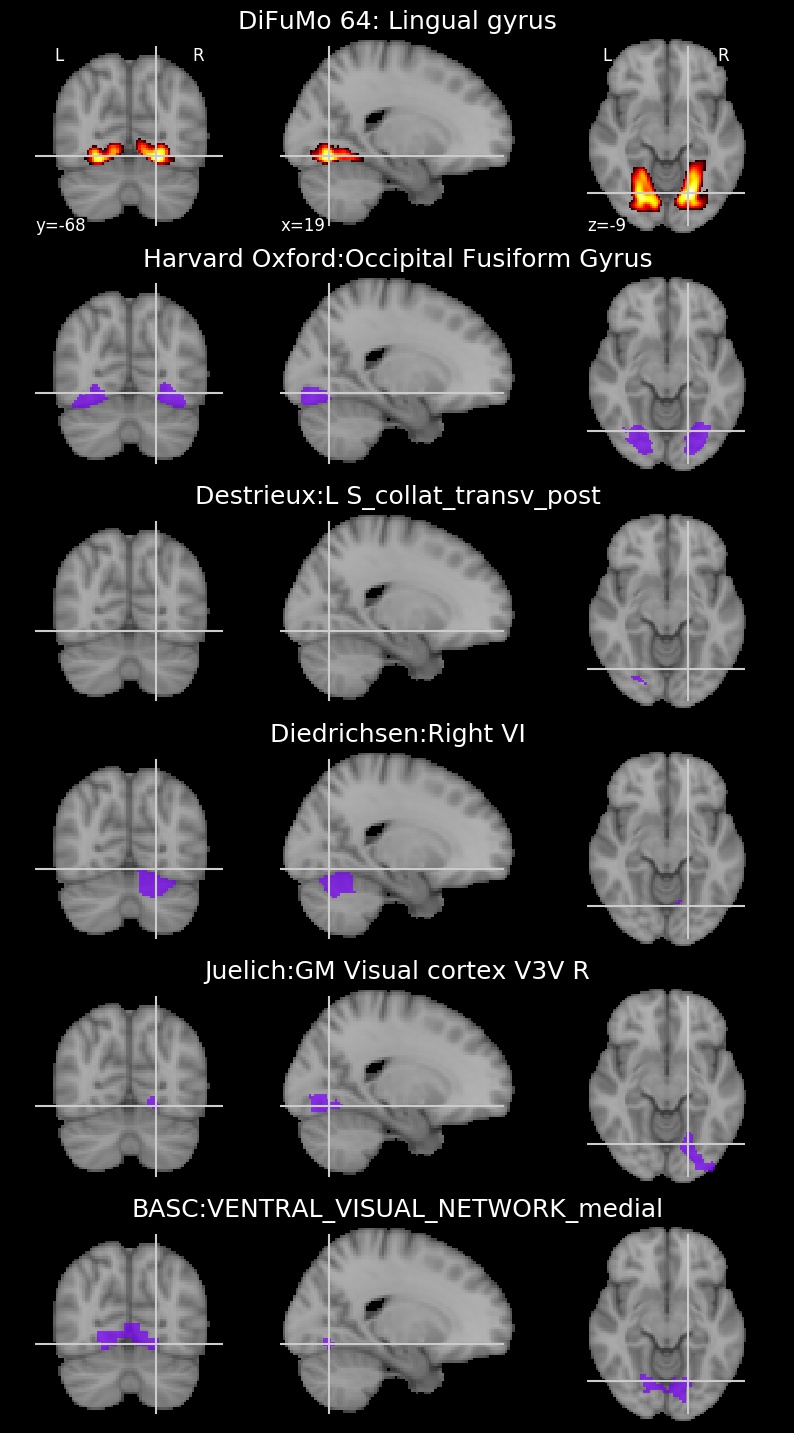 DiFuMo 64: Lingual gyrus
L R L R
y=-68 x=19 z=-9
Harvard Oxford:Occipital Fusiform Gyrus
Destrieux:L S_collat_transv_post
Diedrichsen:Right VI
Juelich:GM Visual cortex V3V R
BASC:VENTRAL_VISUAL_NETWORK_medial